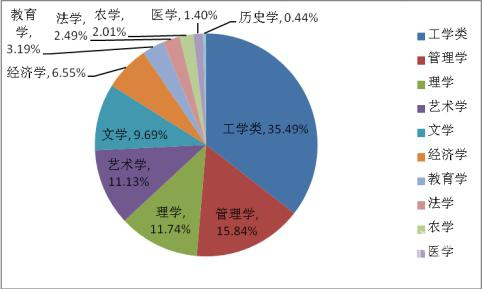 教育
学,
3.19%
法学,
2.49%
农学,
2.01%
医学, 1.40%
历史学, 0.44%
经济学, 6.55%
文学, 9.69%
艺术学,
11.13%
理学,
11.74%
管理学,
15.84%
工学类, 35.49%
工学类
管理学
理学
艺术学
文学
经济学
教育学
法学
农学
医学